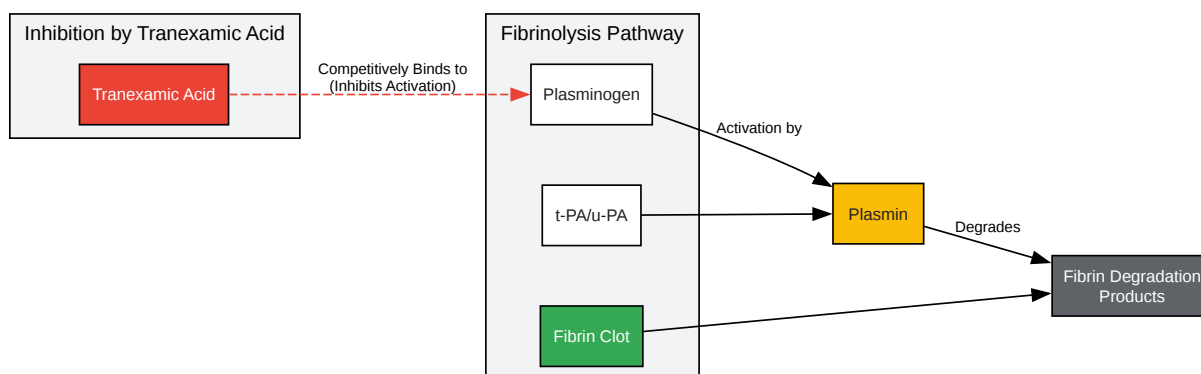 Inhibition by Tranexamic Acid
Tranexamic Acid
Competitively Binds to
(Inhibits Activation)
Fibrinolysis Pathway
Plasminogen
Activation by
t-PA/u-PA
Plasmin
Degrades
Fibrin Clot
Fibrin Degradation
Products